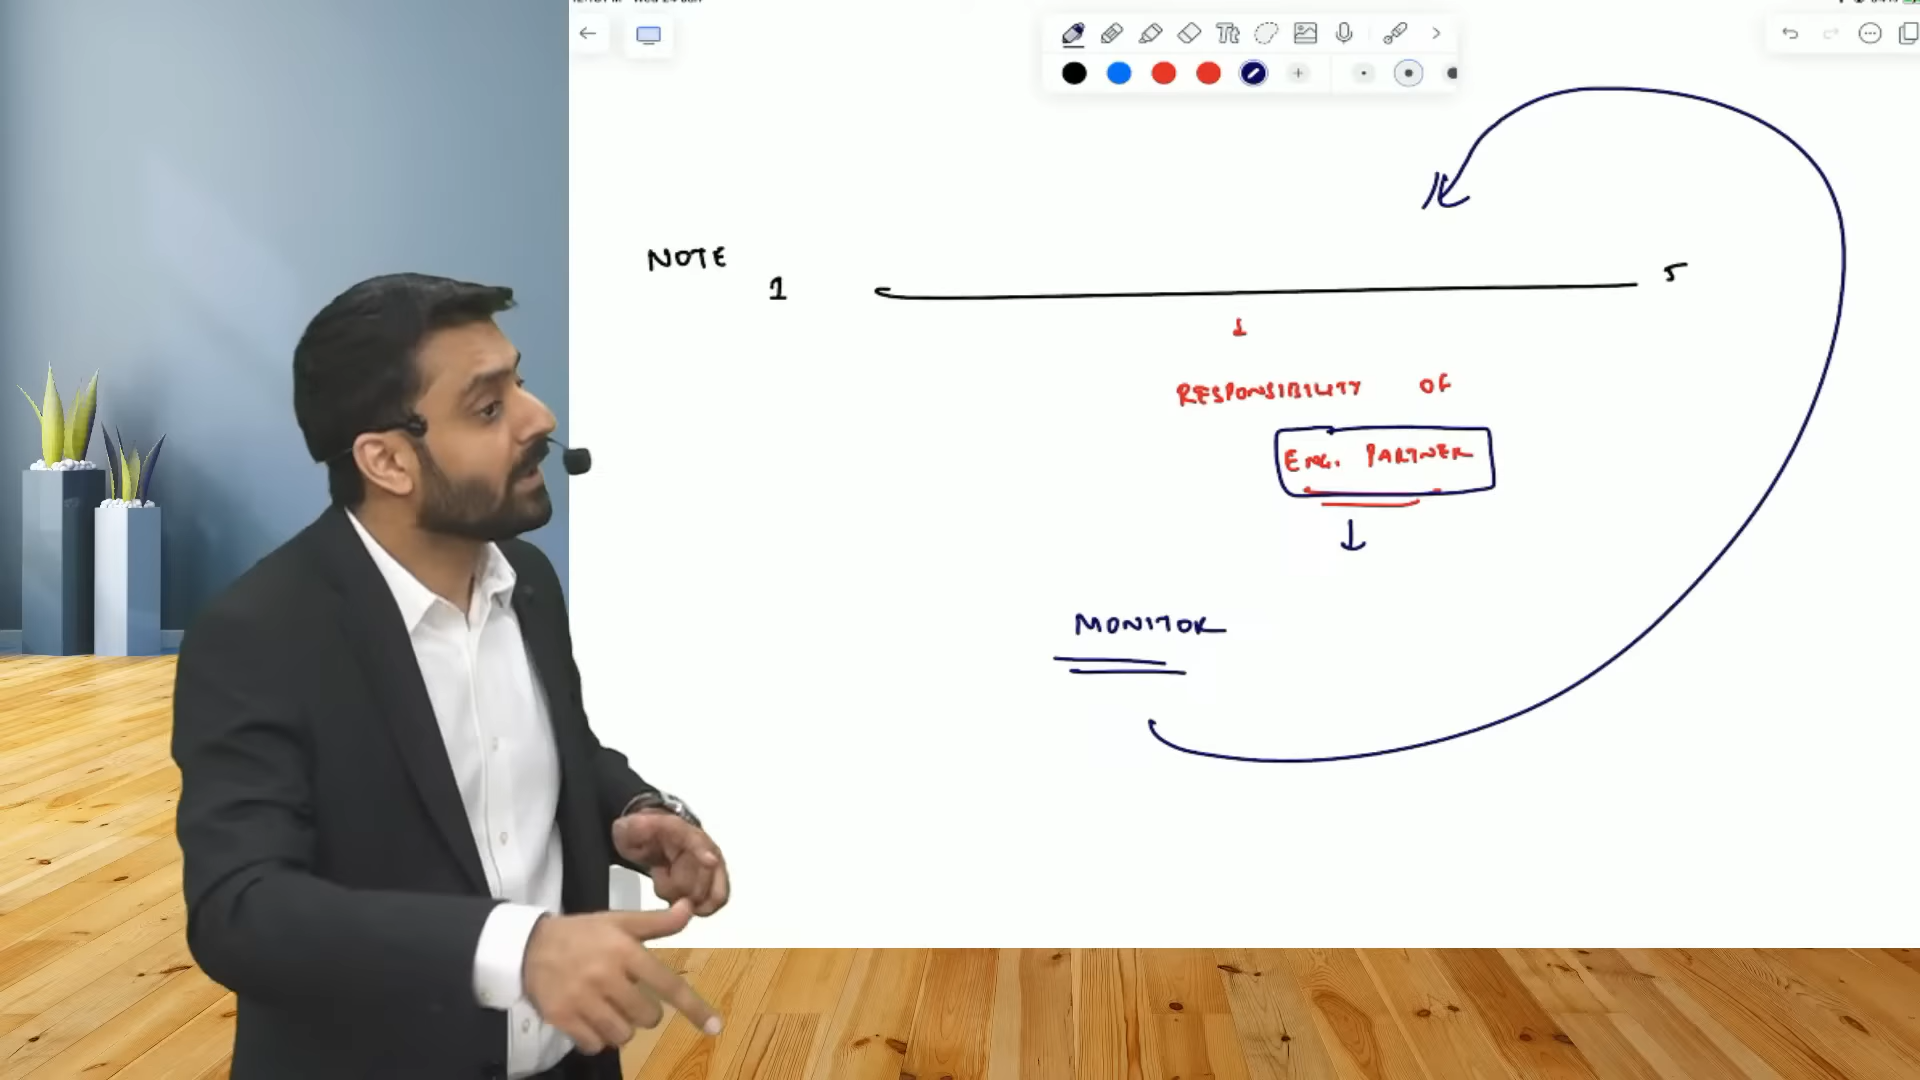 NOTE
1 5
RESPONSIBILITY OF
ENG. PARTNER
MONITOR